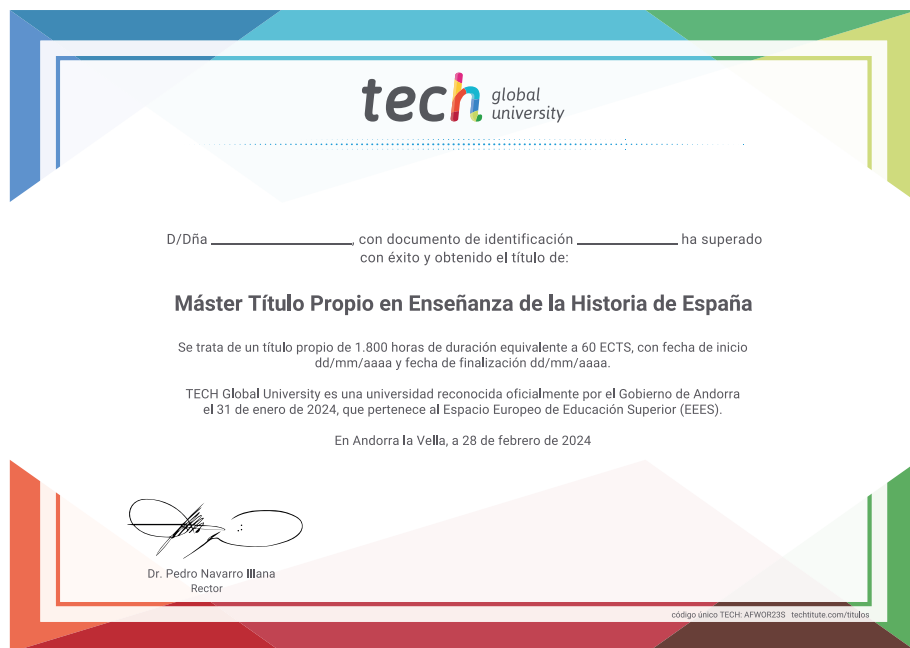 tech global
university
D/Dña ______________, con documento de identificación __________ ha superado
con éxito y obtenido el título de:
Máster Título Propio en Enseñanza de la Historia de España
Se trata de un título propio de 1.800 horas de duración equivalente a 60 ECTS, con fecha de inicio
dd/mm/aaaa y fecha de finalización dd/mm/aaaa.
TECH Global University es una universidad reconocida oficialmente por el Gobierno de Andorra
el 31 de enero de 2024, que pertenece al Espacio Europeo de Educación Superior (EEES).
En Andorra la Vella, a 28 de febrero de 2024
Dr. Pedro Navarro Illana
Rector
código único TECH: AFWOR23S techtitute.com/titulos